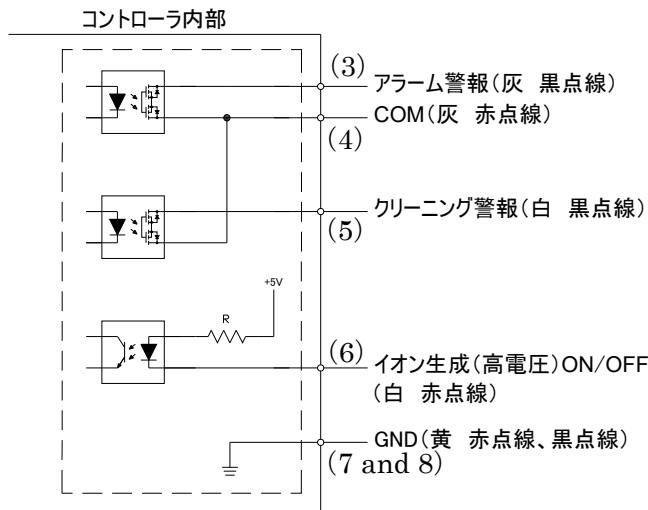 コントローラ内部
(3)
アラーム警報(灰 黒点線)
COM(灰 赤点線)
(4)
クリーニング警報(白 黒点線)
(5)
+5V
R
(6)
イオン生成(高電圧)ON/OFF
(白 赤点線)
GND(黄 赤点線、黒点線)
(7 and 8)